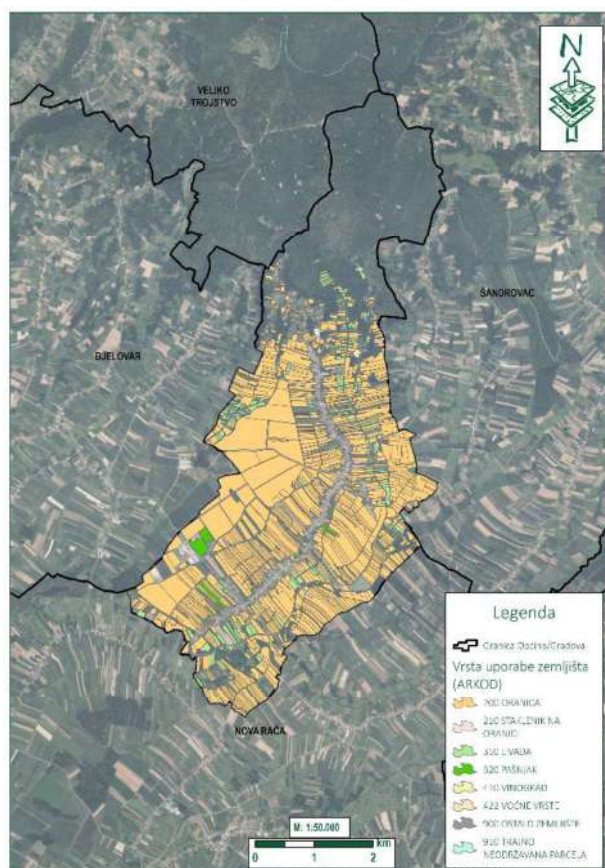 VELIKO
TROJSTVO
N
ŠANDROVAC
BJELOVAR
Legenda
Granica Općine/Gradova
Vrsta uporabe zemljišta
(ARKOD)
200 ORANICA
210 STAKLENIK NA
ORANICI
310 LIVADA
320 PAŠNJAK
410 VINOGRAD
422 VOĆNE VRSTE
900 OSTALO ZEMLJIŠTE
910 TRAJNO
NEODRŽAVANA PARCELA
NOVA RAČA
M: 1:50.000
km
0 1 2